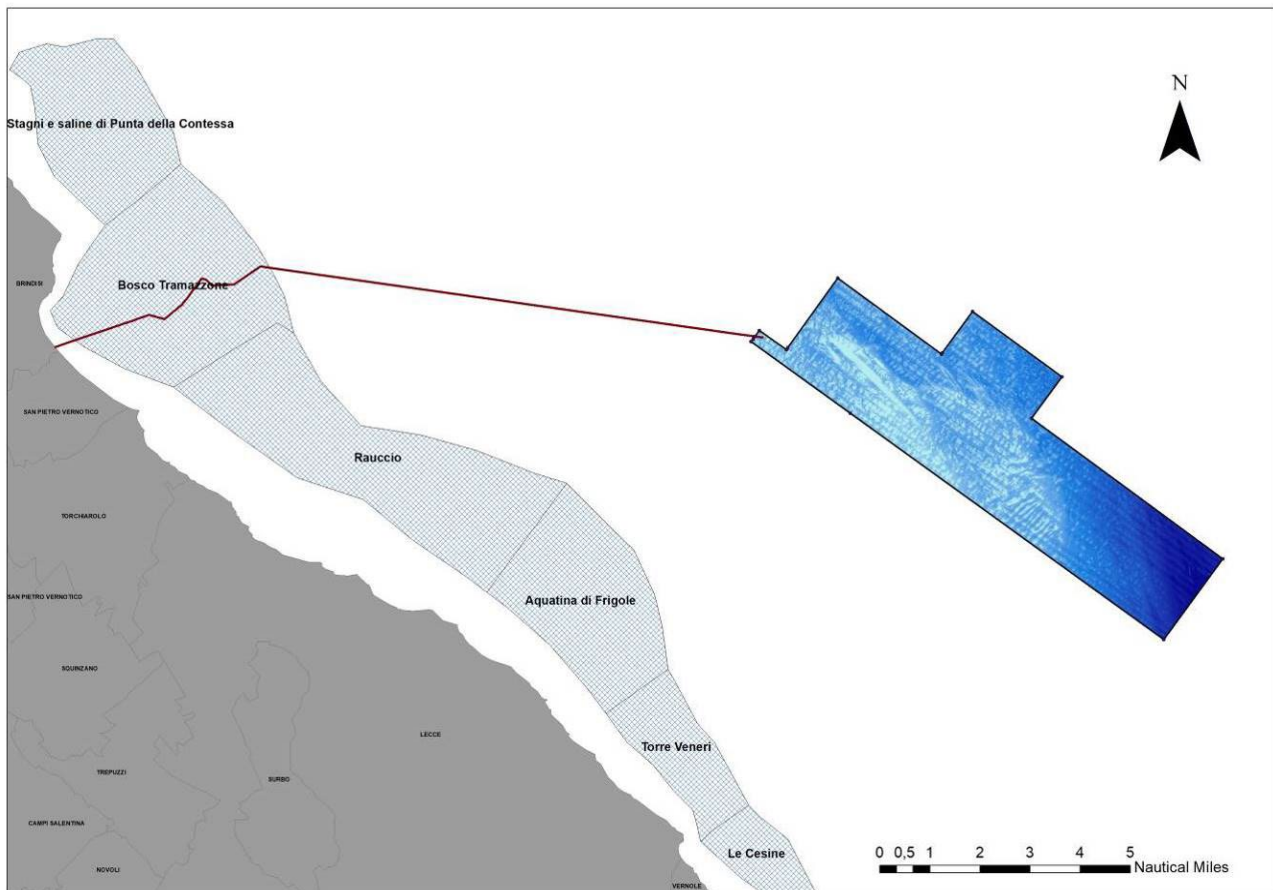 N
Stagni e saline di Punta della Contessa
BRINDISI
Bosco Tramazzone
SAN PIETRO VERNOTICO
Rauccio
TORCHIAROLO
SAN PIETRO VERNOTICO
Aquatina di Frigole
SQUINZANO
LECCE
Torre Veneri
TREPUZZI
SURBO
CAMPI SALENTINA
Le Cesine
0 0,5 1 2 3 4 5
Nautical Miles
NOVOLI
VERNOLE